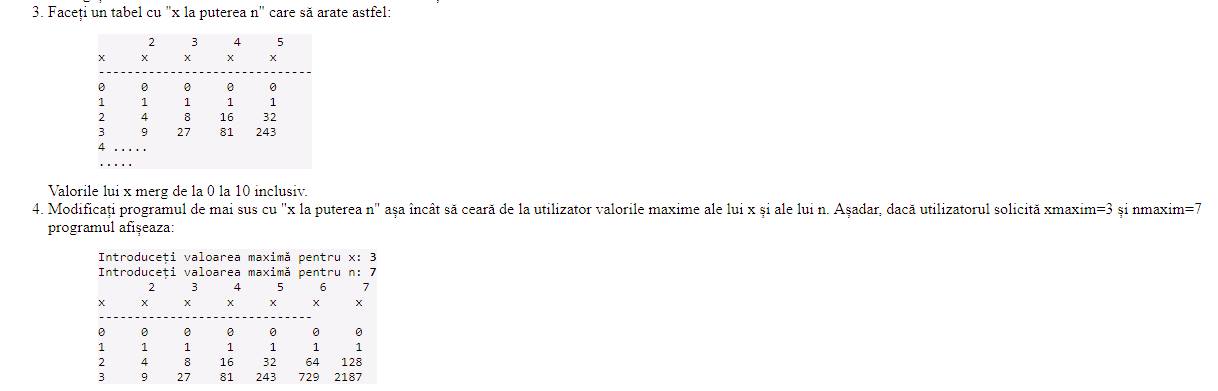 3. Faceți un tabel cu "x la puterea n" care să arate astfel:
2 3 4 5
x x x x x
------------------------------
0 0 0 0 0
1 1 1 1 1
2 4 8 16 32
3 9 27 81 243
4 .....
.....
Valorile lui x merg de la 0 la 10 inclusiv.
4. Modificați programul de mai sus cu "x la puterea n" așa încât să ceară de la utilizator valorile maxime ale lui x și ale lui n. Așadar, dacă utilizatorul solicită xmaxim=3 și nmaxim=7
programul afișeaza:
Introduceți valoarea maximă pentru x: 3
Introduceți valoarea maximă pentru n: 7
2 3 4 5 6 7
x x x x x x x
------------------------------
0 0 0 0 0 0 0
1 1 1 1 1 1 1
2 4 8 16 32 64 128
3 9 27 81 243 729 2187